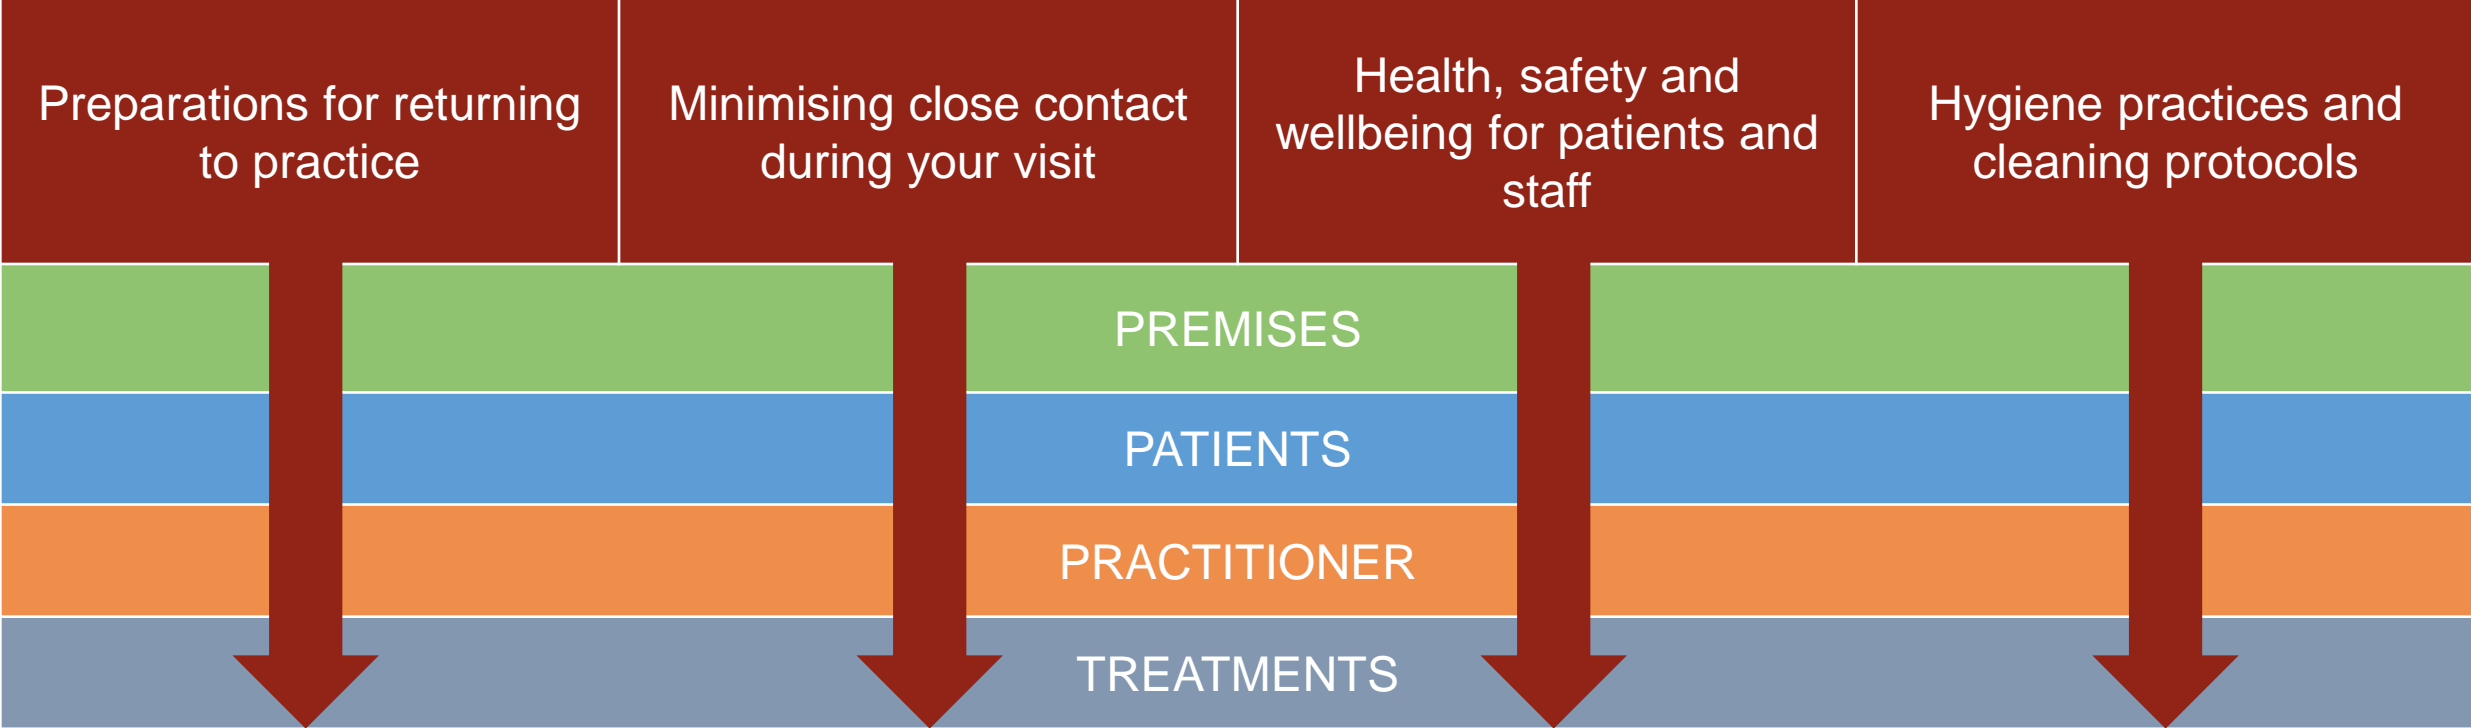 Preparations for returning
to practice
Minimising close contact
during your visit
Health, safety and
wellbeing for patients and
staff
Hygiene practices and
cleaning protocols
PREMISES
PATIENTS
PRACTITIONER
TREATMENTS